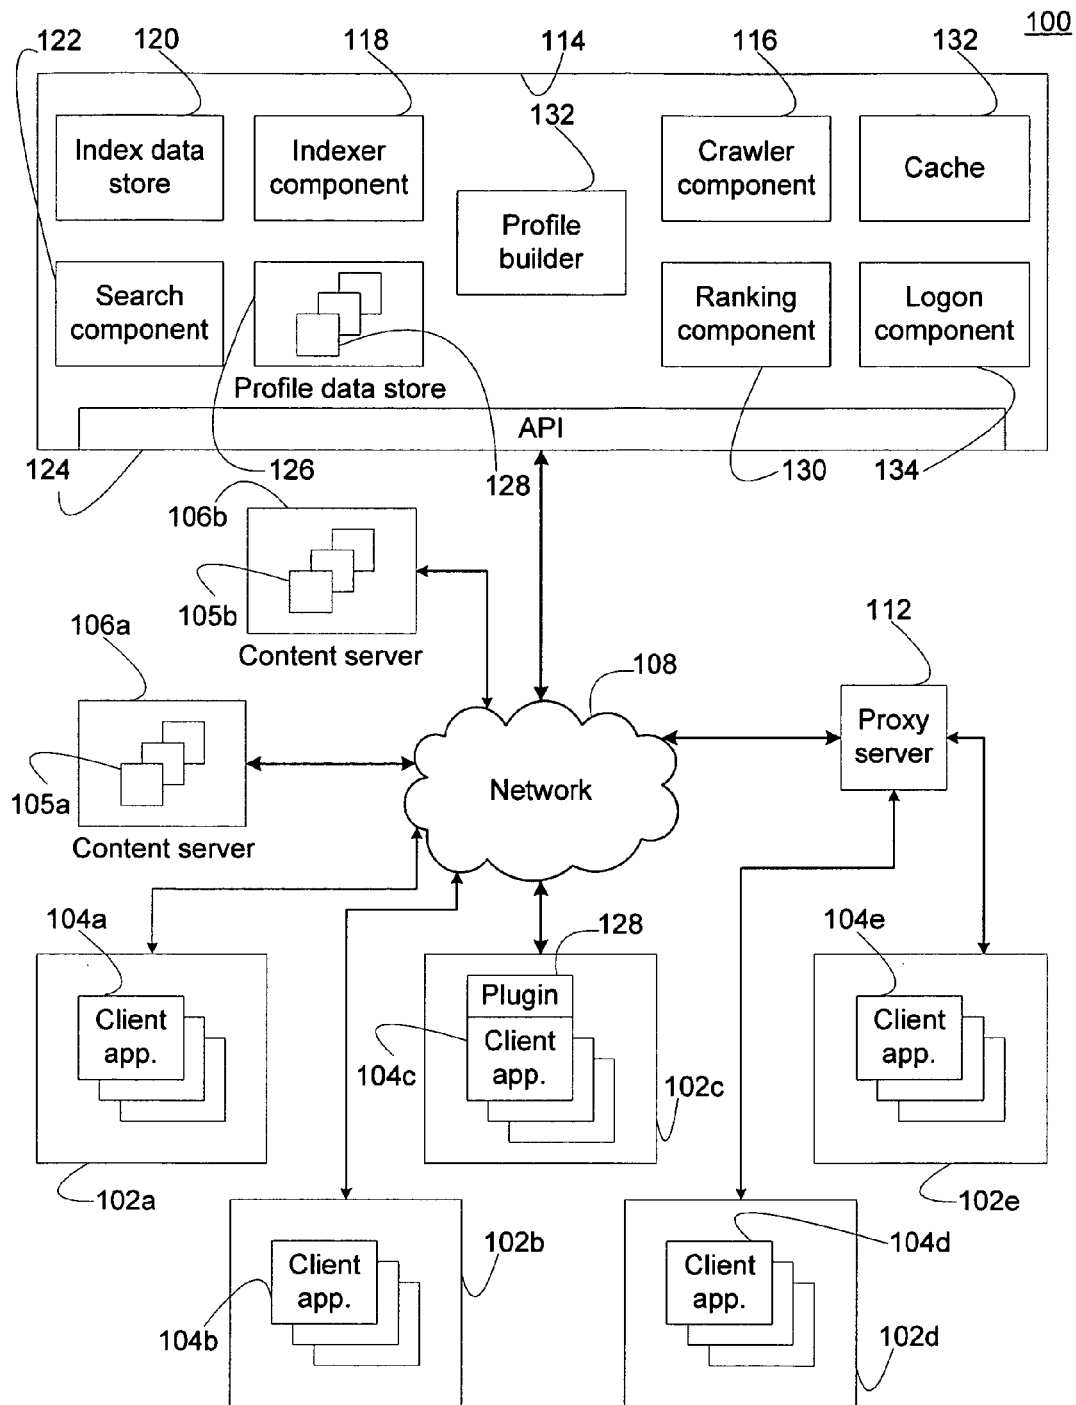 100
122
120
118
114
116
132
132
Index data
store
Indexer
component
Profile
builder
Crawler
component
Cache
Search
component
Profile data store
Ranking
component
Logon
component
API
124
126
128
130
134
106b
105b
Content server
106a
105a
Content server
108
Network
112
Proxy
server
104a
Client
app.
102a
128
Plugin
Client
app.
104c
102c
104e
Client
app.
102e
Client
app.
104b
102b
Client
app.
104d
102d